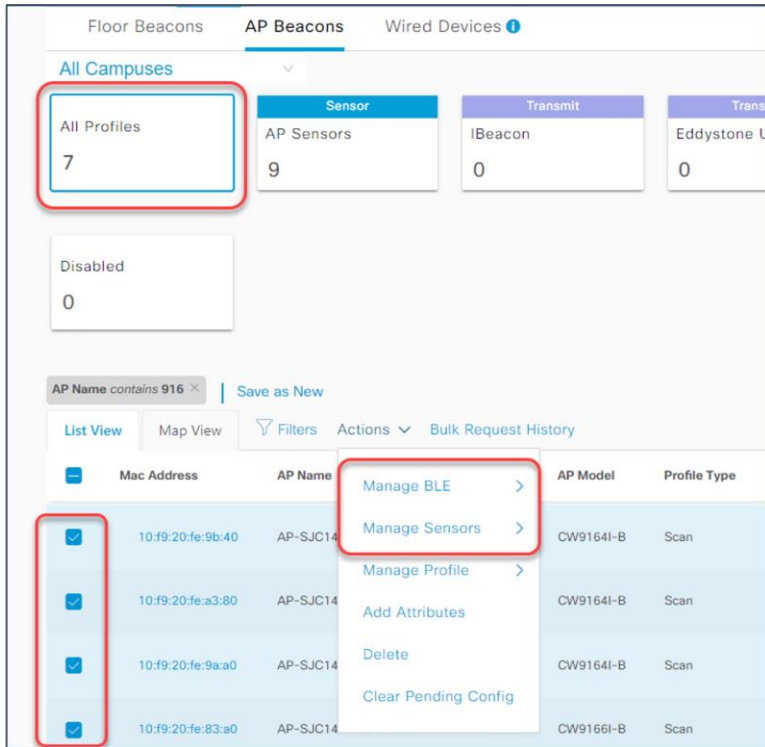 Floor Beacons AP Beacons Wired Devices
All Campuses
Sensor Transmit Trans
All Profiles AP Sensors IBeacon Eddystone U
7 9 0 0
Disabled
0
AP Name contains 916 Save as New
List View Map View Filters Actions Bulk Request History
Mac Address AP Name AP Model Profile Type
Manage BLE
Manage Sensors
10:f9:20:fe:9b:40 AP-SJC14 CW9164I-B Scan
Manage Profile
10:f9:20:fe:a3:80 AP-SJC14 CW9164I-B Scan
Add Attributes
Delete
10:f9:20:fe:9a:a0 AP-SJC14 CW9164I-B Scan
Clear Pending Config
10:f9:20:fe:83:a0 AP-SJC14 CW9166I-B Scan